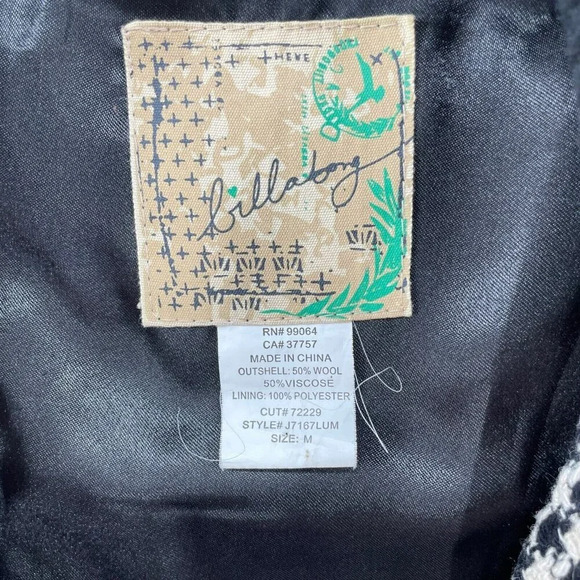 HEVE
billabong
RN# 99064
CA# 37757
MADE IN CHINA
OUTSHELL: 50% WOOL
50%VISCOSE
LINING: 100% POLYESTER
CUT# 72229
STYLE# J7167LUM
SIZE: M